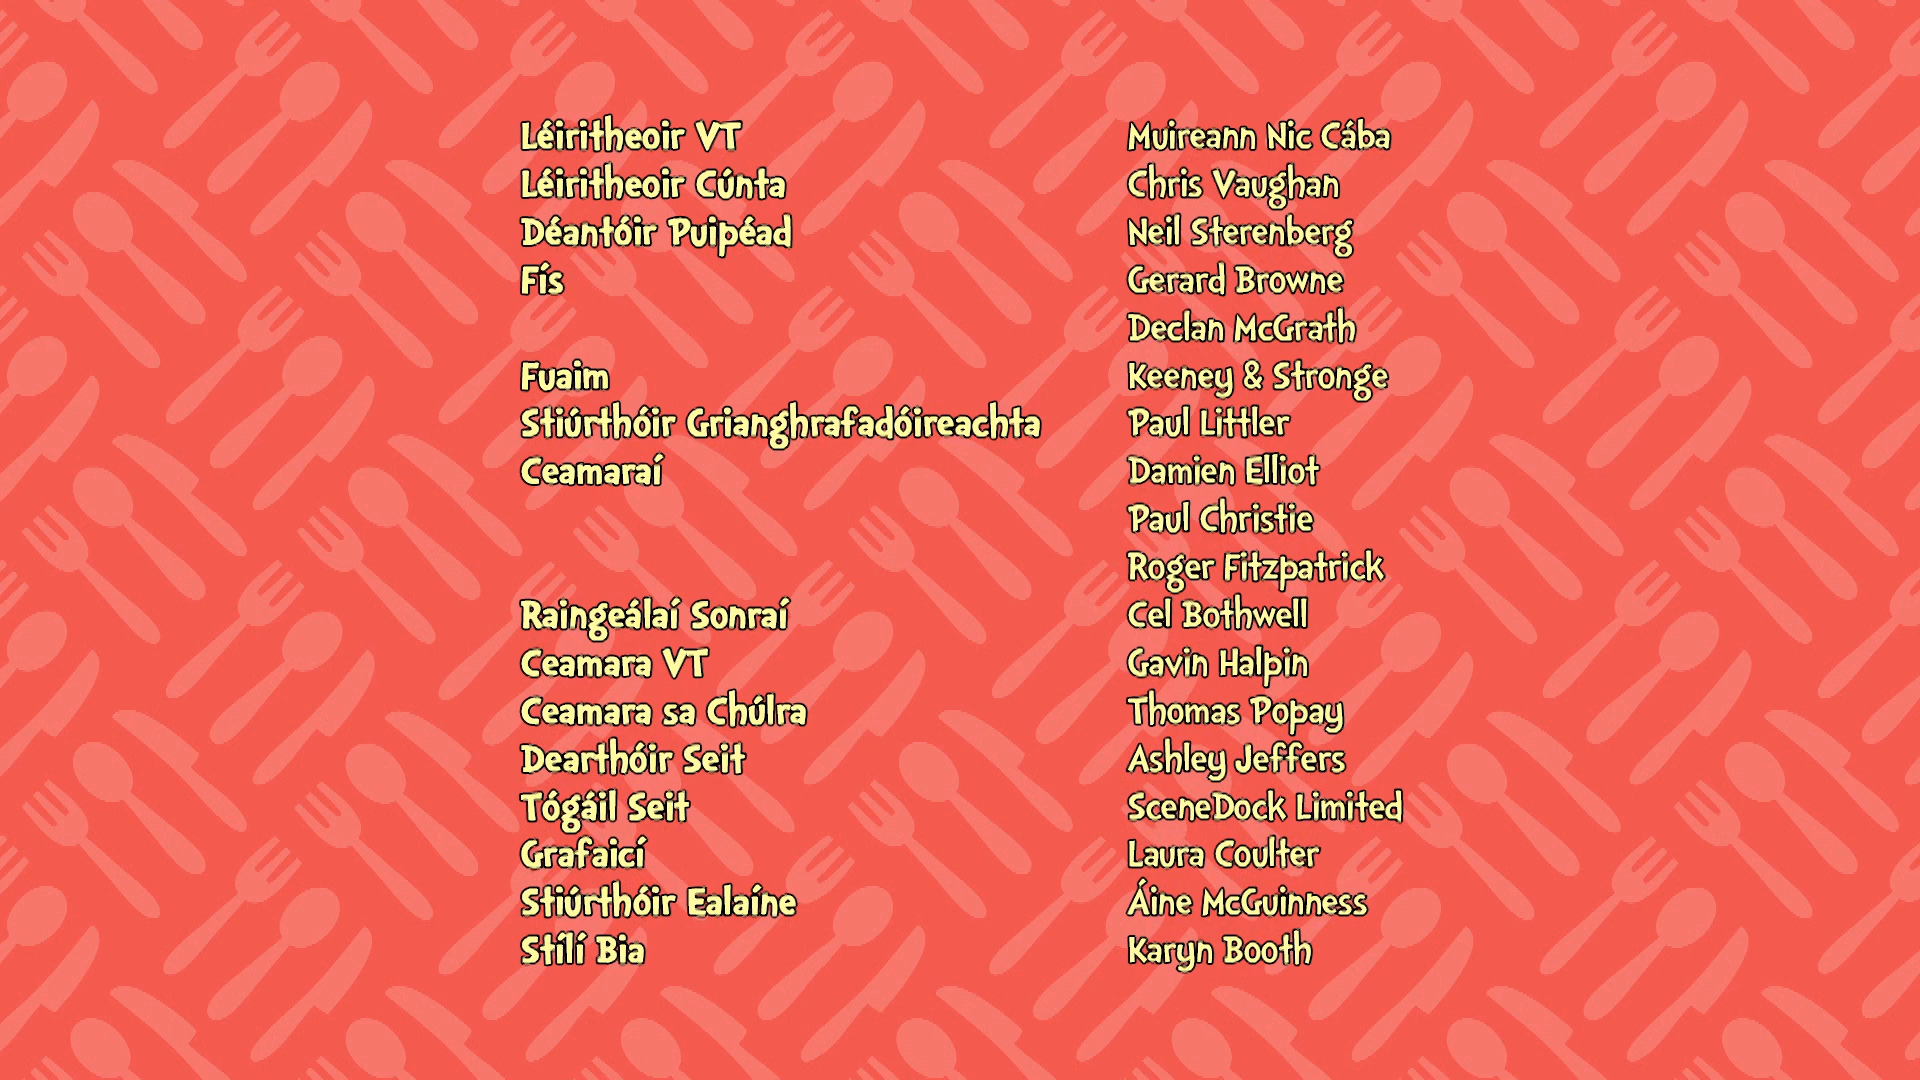 Léiritheoir VT Muireann Nic Cába
Léiritheoir Cúnta Chris Vaughan
Déantóir Puipéad Neil Sterenberg
Fís Gerard Browne
Declan McGrath
Fuaim Keeney & Stronge
Stiúrthóir Grianghrafadóireachta Paul Littler
Ceamaraí Damien Elliot
Paul Christie
Roger Fitzpatrick
Raingeálaí Sonraí Cel Bothwell
Ceamara VT Gavin Halpin
Ceamara sa Chúlra Thomas Popay
Dearthóir Seit Ashley Jeffers
Tógáil Seit SceneDock Limited
Grafaicí Laura Coulter
Stiúrthóir Ealaíne Áine McGuinness
Stílí Bia Karyn Booth